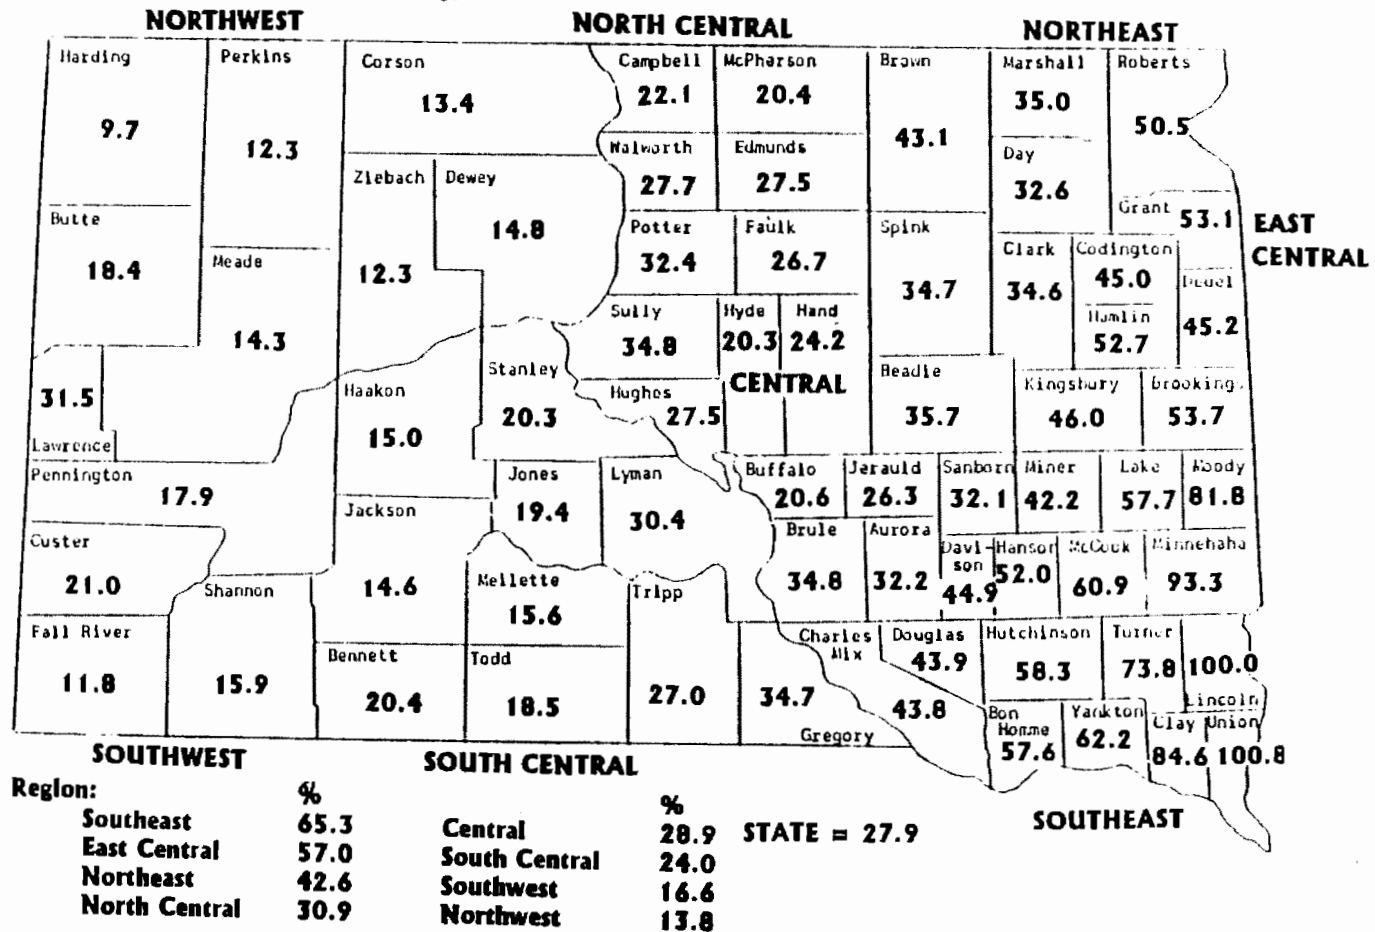 NORTHWEST
NORTH CENTRAL
NORTHEAST
Harding
9.7
Perkins
12.3
Corson
13.4
Campbell
22.1
McPharson
20.4
Brown
43.1
Marshall
35.0
Roberts
50.5
Walworth
27.7
Edmunds
27.5
Day
32.6
Ziebach
12.3
Dewey
14.8
Grant
53.1
EAST
CENTRAL
Butte
18.4
Meade
14.3
Potter
32.4
Faulk
26.7
Spink
34.7
Clark
34.6
Codington
45.0
Hamlin
52.7
Deuel
45.2
Sully
34.8
Hyde
20.3
Hand
24.2
CENTRAL
31.5
Lawrence
Haakon
15.0
Stanley
20.3
Hughes
27.5
Beadle
35.7
Kingsbury
46.0
Brookings
53.7
Pennington
17.9
Jones
19.4
Lyman
30.4
Buffalo
20.6
Jerauld
26.3
Sanborn
32.1
Miner
42.2
Lake
57.7
Moody
81.8
Custer
21.0
Shannon
15.9
Jackson
14.6
Mellette
15.6
Tripp
27.0
Brule
34.8
Aurora
32.2
Davi-
son
44.9
Hanson
52.0
McCook
60.9
Minnehaha
93.3
Fall River
11.8
Bennett
20.4
Todd
18.5
34.7
Gregory
Charles
Mix
43.8
Douglas
43.9
Hutchinson
58.3
Turner
73.8
100.0
Lincoln
Bon
Homme
57.6
Yankton
62.2
Clay
84.6
Union
100.8
SOUTHWEST
SOUTH CENTRAL
SOUTHEAST
Region: %
Southeast 65.3
East Central 57.0
Northeast 42.6
North Central 30.9
%
Central 28.9
South Central 24.0
Southwest 16.6
Northwest 13.8
STATE = 27.9